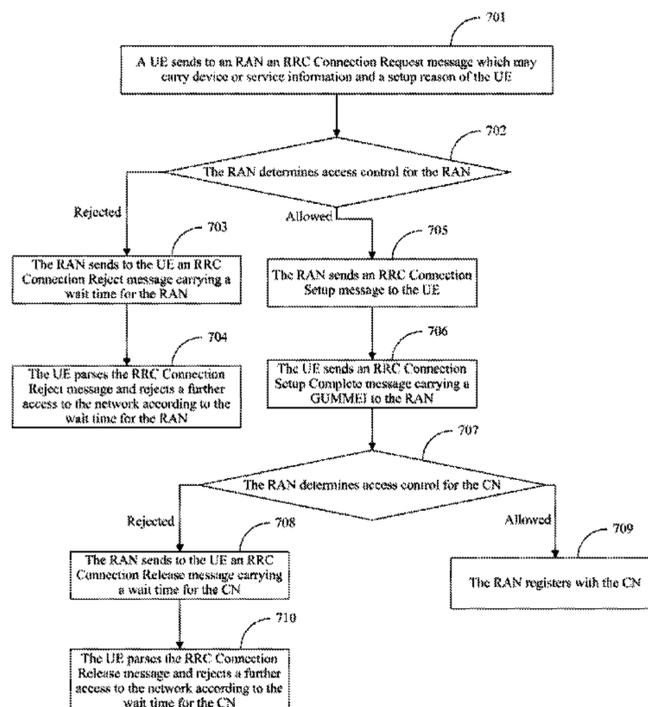 701
A UE sends to an RAN an RRC Connection Request message which may
carry device or service information and a setup reason of the UE
702
The RAN determines access control for the RAN
Rejected
Allowed
703
The RAN sends to the UE an RRC
Connection Reject message carrying a
wait time for the RAN
705
The RAN sends an RRC Connection
Setup message to the UE
704
The UE parses the RRC Connection
Reject message and rejects a further
access to the network according to the
wait time for the RAN
706
The UE sends an RRC Connection
Setup Complete message carrying a
GUMMEI to the RAN
707
The RAN determines access control for the CN
Rejected
Allowed
708
The RAN sends to the UE an RRC
Connection Release message carrying
a wait time for the CN
709
The RAN registers with the CN
710
The UE parses the RRC Connection
Release message and rejects a further
access to the network according to the
wait time for the CN